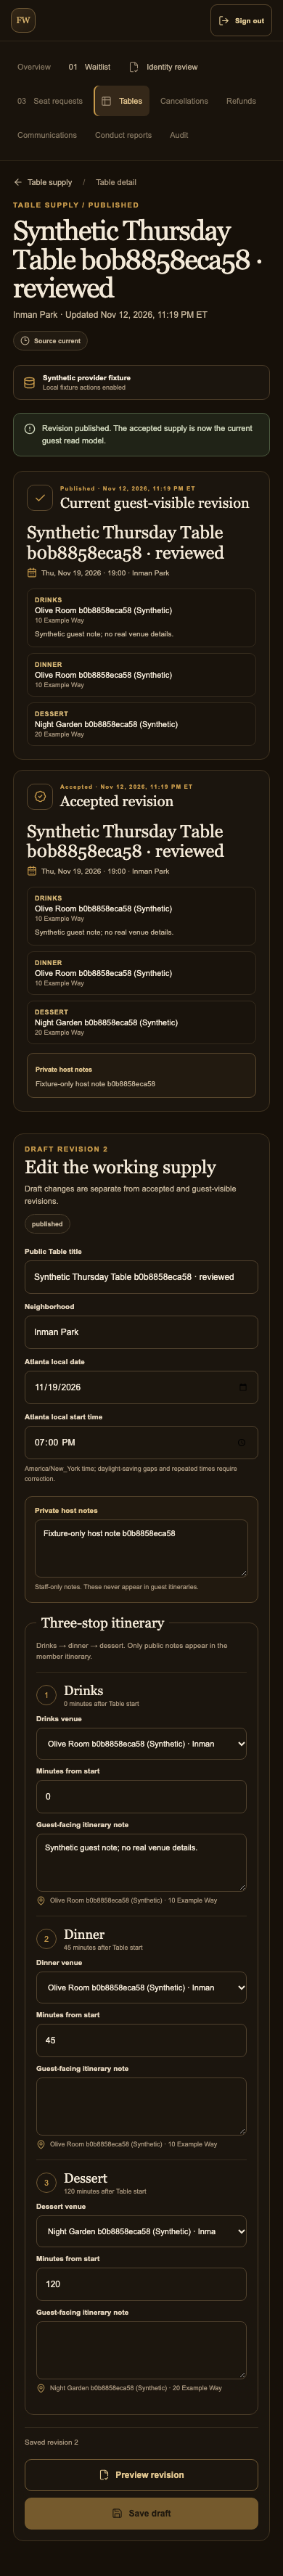 FW
Sign out
Overview
01 Waitlist
Identity review
03 Seat requests
Tables
Cancellations
Refunds
Communications
Conduct reports
Audit
Table supply / Table detail
TABLE SUPPLY / PUBLISHED
Synthetic Thursday
Table b0b8858eca58 ·
reviewed
Inman Park · Updated Nov 12, 2026, 11:19 PM ET
Source current
Synthetic provider fixture
Local fixture actions enabled
Revision published. The accepted supply is now the current
guest read model.
Published · Nov 12, 2026, 11:19 PM ET
Current guest-visible revision
Synthetic Thursday Table
b0b8858eca58 · reviewed
Thu, Nov 19, 2026 · 19:00 · Inman Park
DRINKS
Olive Room b0b8858eca58 (Synthetic)
10 Example Way
Synthetic guest note; no real venue details.
DINNER
Olive Room b0b8858eca58 (Synthetic)
10 Example Way
DESSERT
Night Garden b0b8858eca58 (Synthetic)
20 Example Way
Accepted · Nov 12, 2026, 11:19 PM ET
Accepted revision
Synthetic Thursday Table
b0b8858eca58 · reviewed
Thu, Nov 19, 2026 · 19:00 · Inman Park
DRINKS
Olive Room b0b8858eca58 (Synthetic)
10 Example Way
Synthetic guest note; no real venue details.
DINNER
Olive Room b0b8858eca58 (Synthetic)
10 Example Way
DESSERT
Night Garden b0b8858eca58 (Synthetic)
20 Example Way
Private host notes
Fixture-only host note b0b8858eca58
DRAFT REVISION 2
Edit the working supply
Draft changes are separate from accepted and guest-visible
revisions.
published
Public Table title
Synthetic Thursday Table b0b8858eca58 · reviewed
Neighborhood
Inman Park
Atlanta local date
11/19/2026
Atlanta local start time
07:00 PM
America/New_York time; daylight-saving gaps and repeated times require
correction.
Private host notes
Fixture-only host note b0b8858eca58
Staff-only notes. These never appear in guest itineraries.
Three-stop itinerary
Drinks → dinner → dessert. Only public notes appear in the
member itinerary.
1 Drinks
0 minutes after Table start
Drinks venue
Olive Room b0b8858eca58 (Synthetic) · Inman
Minutes from start
0
Guest-facing itinerary note
Synthetic guest note; no real venue details.
Olive Room b0b8858eca58 (Synthetic) · 10 Example Way
2 Dinner
45 minutes after Table start
Dinner venue
Olive Room b0b8858eca58 (Synthetic) · Inman
Minutes from start
45
Guest-facing itinerary note
Olive Room b0b8858eca58 (Synthetic) · 10 Example Way
3 Dessert
120 minutes after Table start
Dessert venue
Night Garden b0b8858eca58 (Synthetic) · Inma
Minutes from start
120
Guest-facing itinerary note
Night Garden b0b8858eca58 (Synthetic) · 20 Example Way
Saved revision 2
Preview revision
Save draft